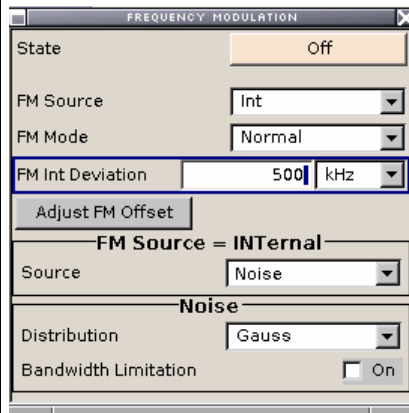 FREQUENCY MODULATION
State Off
FM Source Int
FM Mode Normal
FM Int Deviation 500 kHz
Adjust FM Offset
FM Source = INTernal
Source Noise
Noise
Distribution Gauss
Bandwidth Limitation On